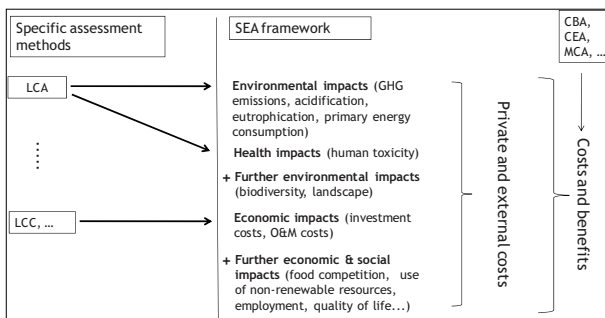 Specific assessment
methods
SEA framework
CBA,
CEA,
MCA, ...
LCA
Environmental impacts (GHG
emissions, acidification,
eutrophication, primary energy
consumption)
Health impacts (human toxicity)
+ Further environmental impacts
(biodiversity, landscape)
LCC, ...
Economic impacts (investment
costs, O&M costs)
+ Further economic & social
impacts (food competition, use
of non-renewable resources,
employment, quality of life...)
Private and
external costs
Costs and benefits